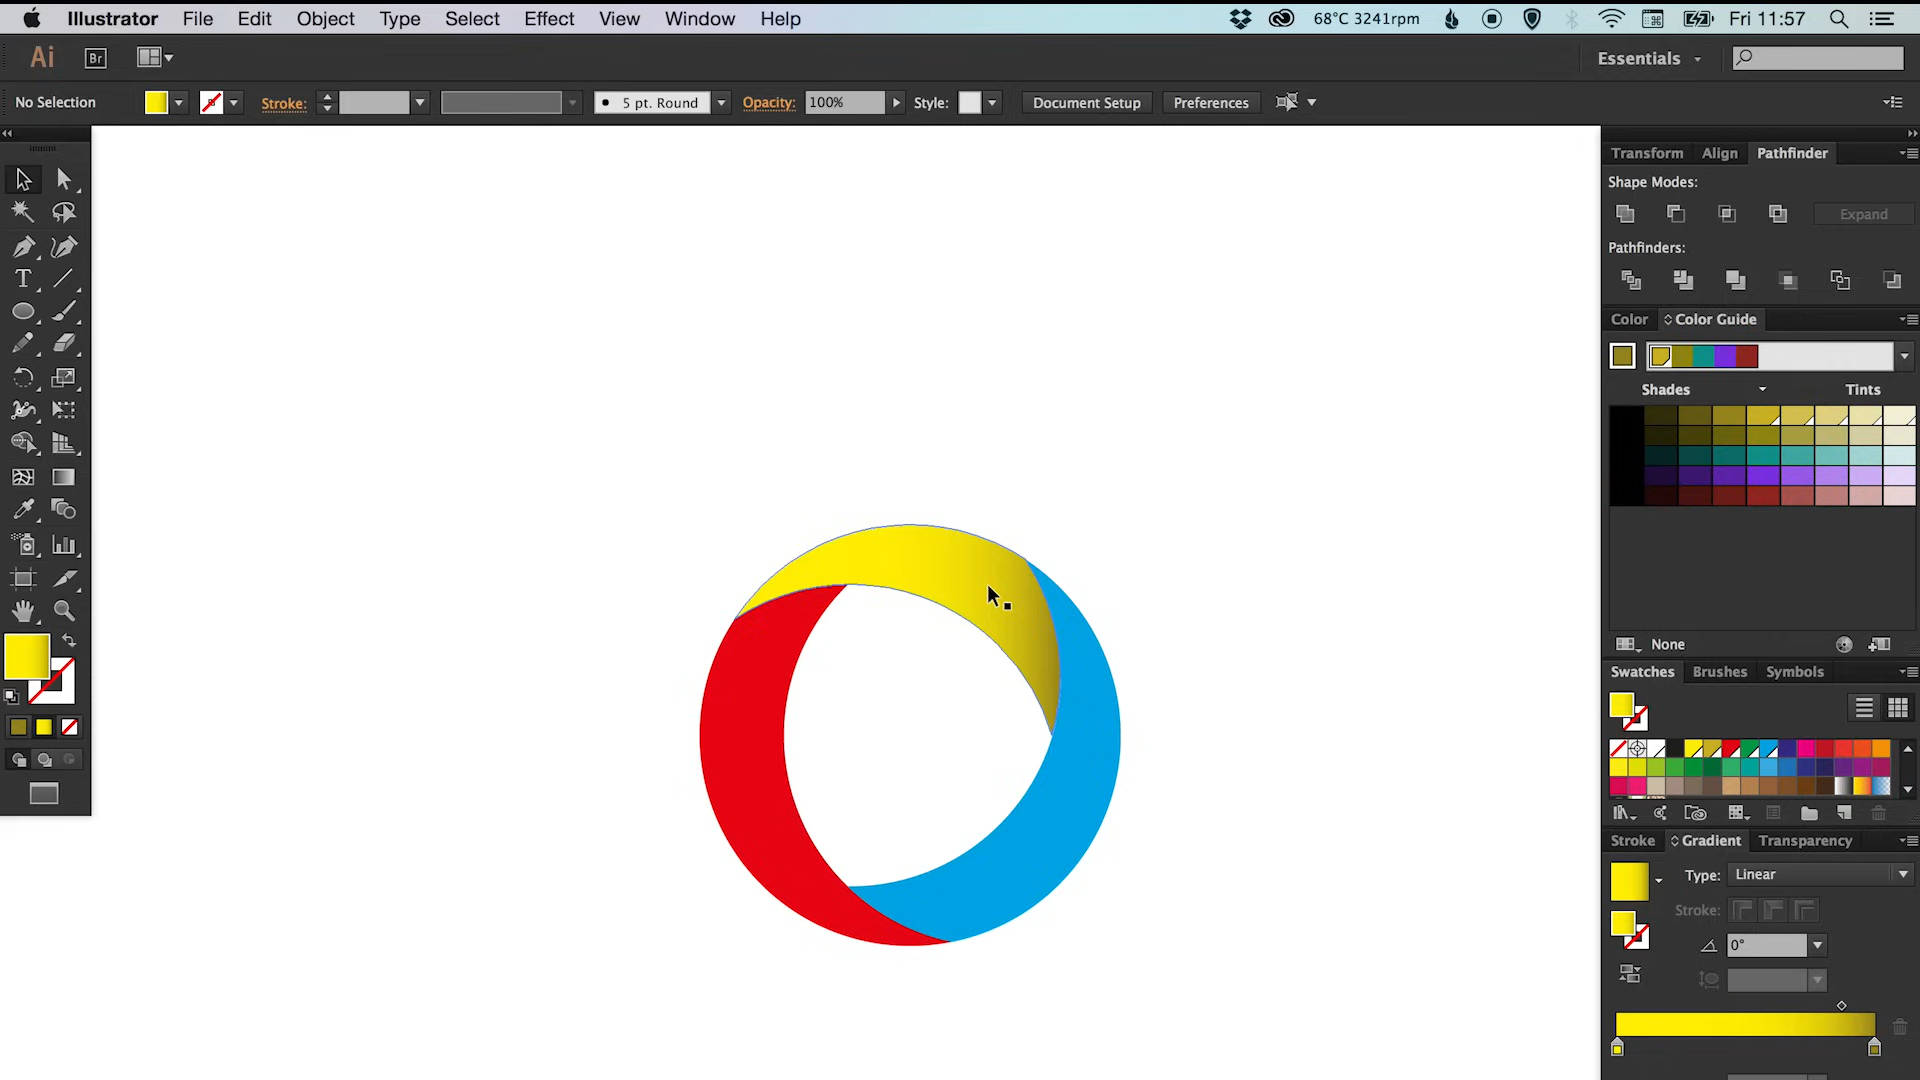 Illustrator File Edit Object Type Select Effect View Window Help 68°C 3241rpm Fri 11:57
Ai Br Essentials
No Selection Stroke: 5 pt. Round Opacity: 100% Style: Document Setup Preferences
Transform Align Pathfinder
Shape Modes:
Expand
Pathfinders:
Color Color Guide
Shades Tints
None
Swatches Brushes Symbols
Stroke Gradient Transparency
Type: Linear
Stroke:
0°